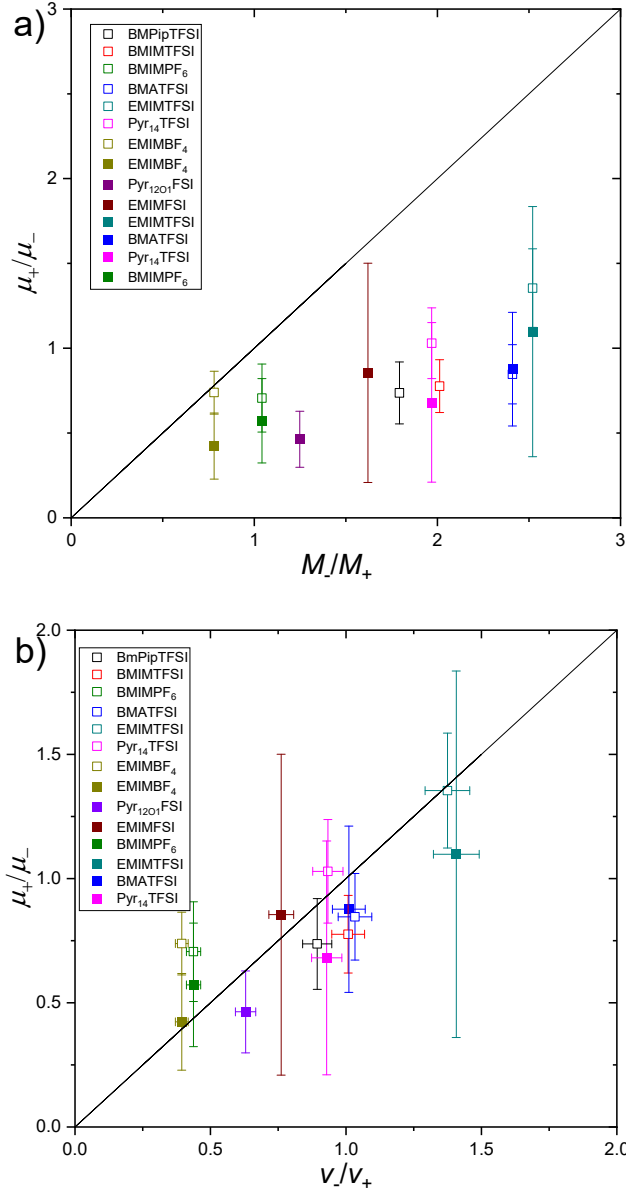 a)
3
2
1
0
μ₊/μ₋
BMPipTFSI
BMIMTFSI
BMIMPF₆
BMATFSI
EMIMTFSI
Pyr₁₄TFSI
EMIMBF₄
EMIMBF₄
Pyr₁₂O₁FSI
EMIMFSI
EMIMTFSI
BMATFSI
Pyr₁₄TFSI
BMIMPF₆
0 1 2 3
M₋/M₊
b)
2.0
1.5
1.0
0.5
0.0
μ₊/μ₋
BmPipTFSI
BMIMTFSI
BMIMPF₆
BMATFSI
EMIMTFSI
Pyr₁₄TFSI
EMIMBF₄
EMIMBF₄
Pyr₁₂O₁FSI
EMIMFSI
BMIMPF₆
EMIMTFSI
BMATFSI
Pyr₁₄TFSI
0.0 0.5 1.0 1.5 2.0
v₋/v₊